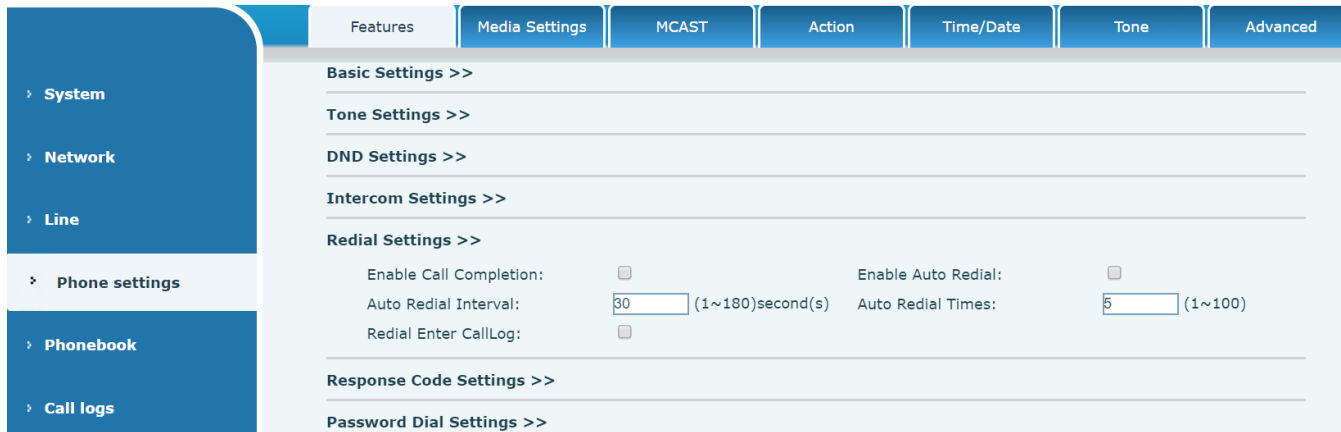 Features Media Settings MCAST Action Time/Date Tone Advanced
System
Network
Line
Phone settings
Phonebook
Call logs
Basic Settings >>
Tone Settings >>
DND Settings >>
Intercom Settings >>
Redial Settings >>
Enable Call Completion: Enable Auto Redial:
Auto Redial Interval: 30 (1~180)second(s) Auto Redial Times: 5 (1~100)
Redial Enter CallLog:
Response Code Settings >>
Password Dial Settings >>